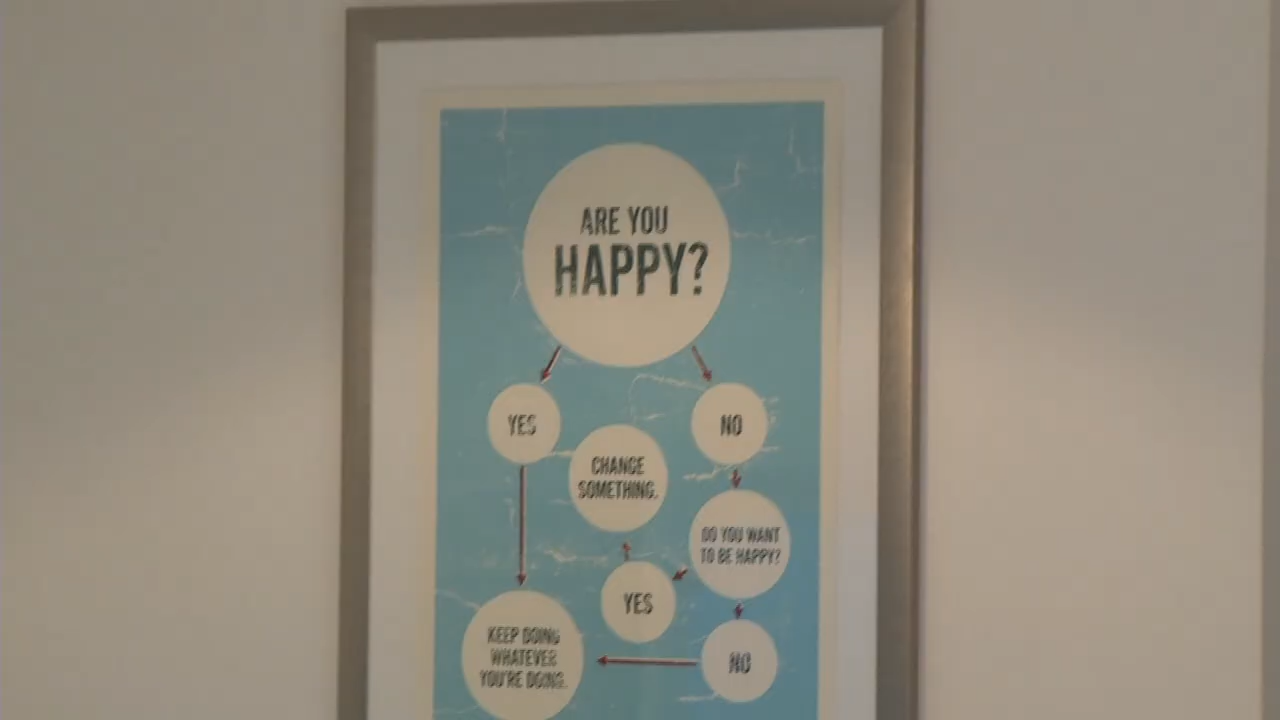 ARE YOU
HAPPY?
YES
NO
CHANGE
SOMETHING.
DO YOU WANT
TO BE HAPPY?
YES
KEEP DOING
WHATEVER
YOU'RE DOING.
NO